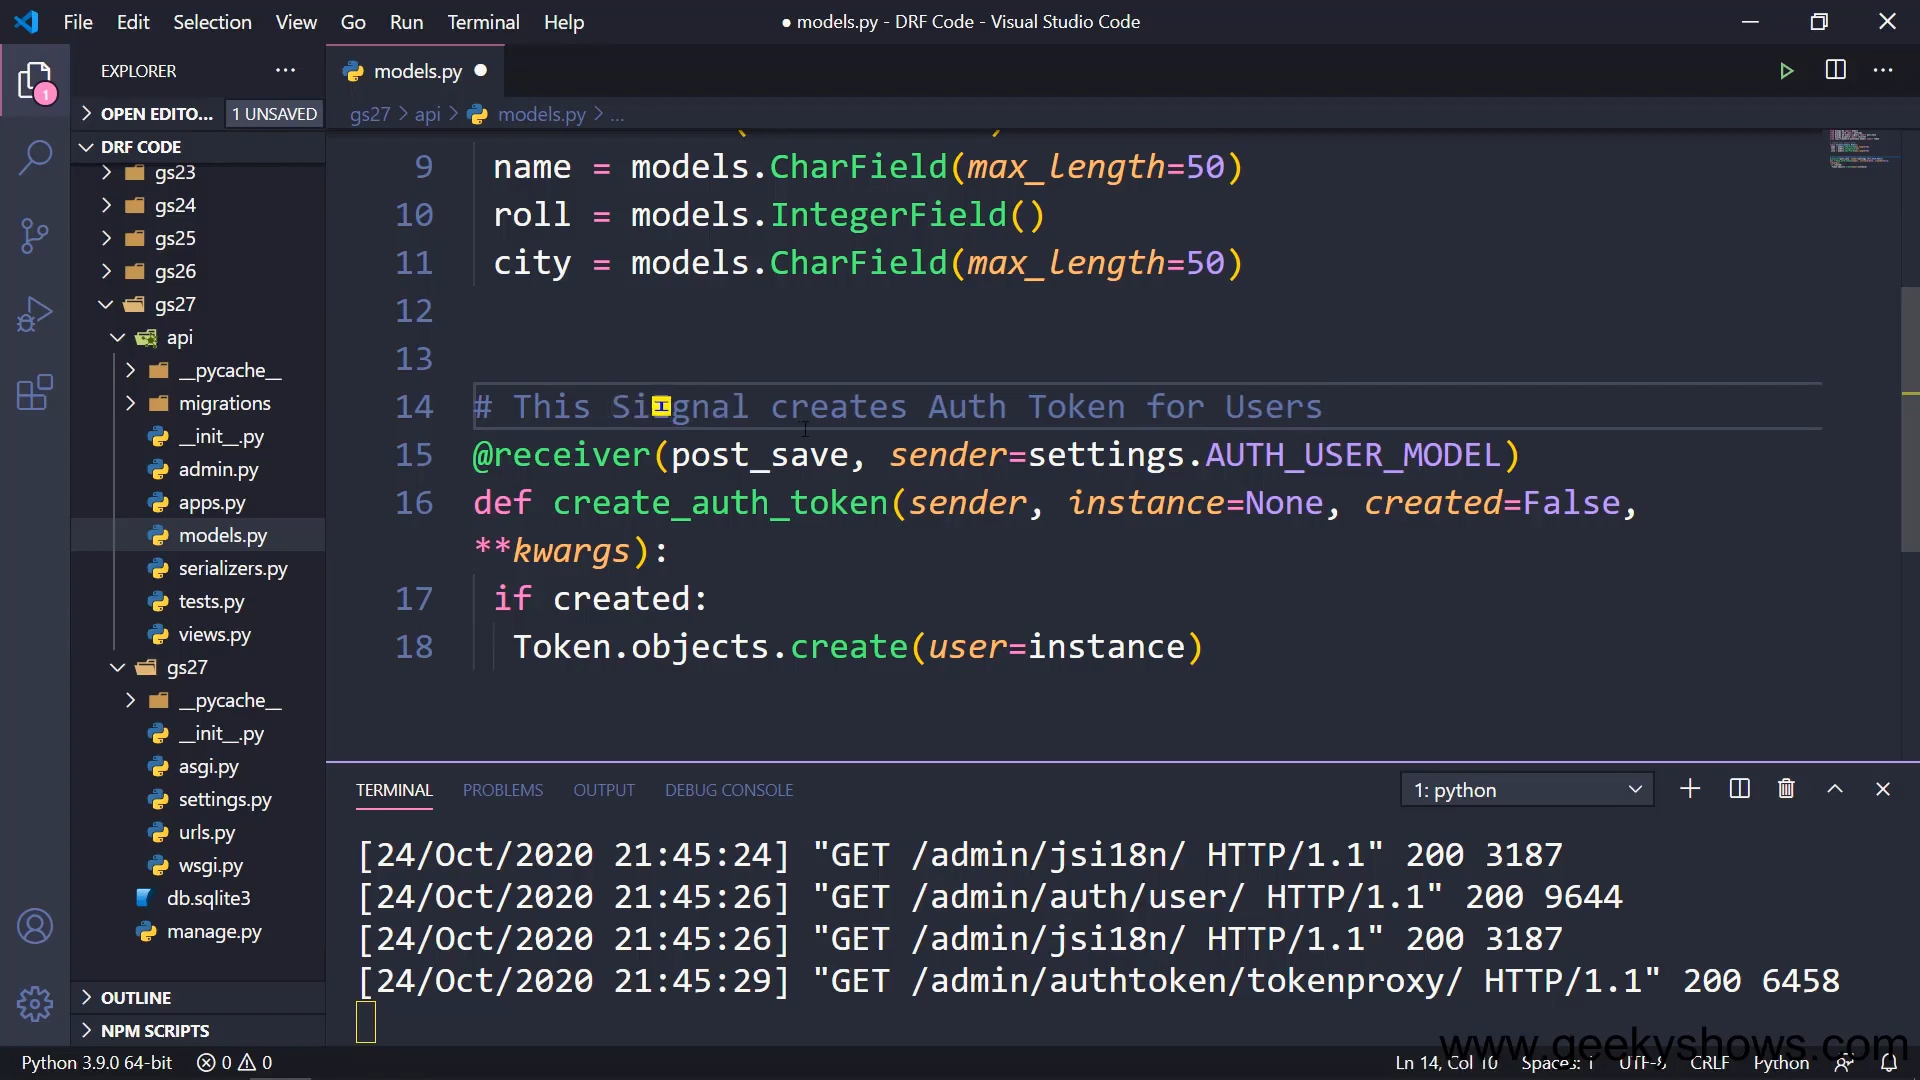 File Edit Selection View Go Run Terminal Help
● models.py - DRF Code - Visual Studio Code
EXPLORER
1
OPEN EDITO... 1 UNSAVED
DRF CODE
gs23
gs24
gs25
gs26
gs27
api
__pycache__
migrations
__init__.py
admin.py
apps.py
models.py
serializers.py
tests.py
views.py
gs27
__pycache__
__init__.py
asgi.py
settings.py
urls.py
wsgi.py
db.sqlite3
manage.py
OUTLINE
NPM SCRIPTS
models.py
gs27 > api > models.py > ...
9 name = models.CharField(max_length=50)
10 roll = models.IntegerField()
11 city = models.CharField(max_length=50)
12
13
14 # This Signal creates Auth Token for Users
15 @receiver(post_save, sender=settings.AUTH_USER_MODEL)
16 def create_auth_token(sender, instance=None, created=False,
**kwargs):
17 if created:
18 Token.objects.create(user=instance)
TERMINAL PROBLEMS OUTPUT DEBUG CONSOLE 1: python
[24/Oct/2020 21:45:24] "GET /admin/jsi18n/ HTTP/1.1" 200 3187
[24/Oct/2020 21:45:26] "GET /admin/auth/user/ HTTP/1.1" 200 9644
[24/Oct/2020 21:45:26] "GET /admin/jsi18n/ HTTP/1.1" 200 3187
[24/Oct/2020 21:45:29] "GET /admin/authtoken/tokenproxy/ HTTP/1.1" 200 6458
www.geekyshows.com
Python 3.9.0 64-bit 0 0 Ln 14, Col 10 Spaces: 1 UTF-8 CRLF Python